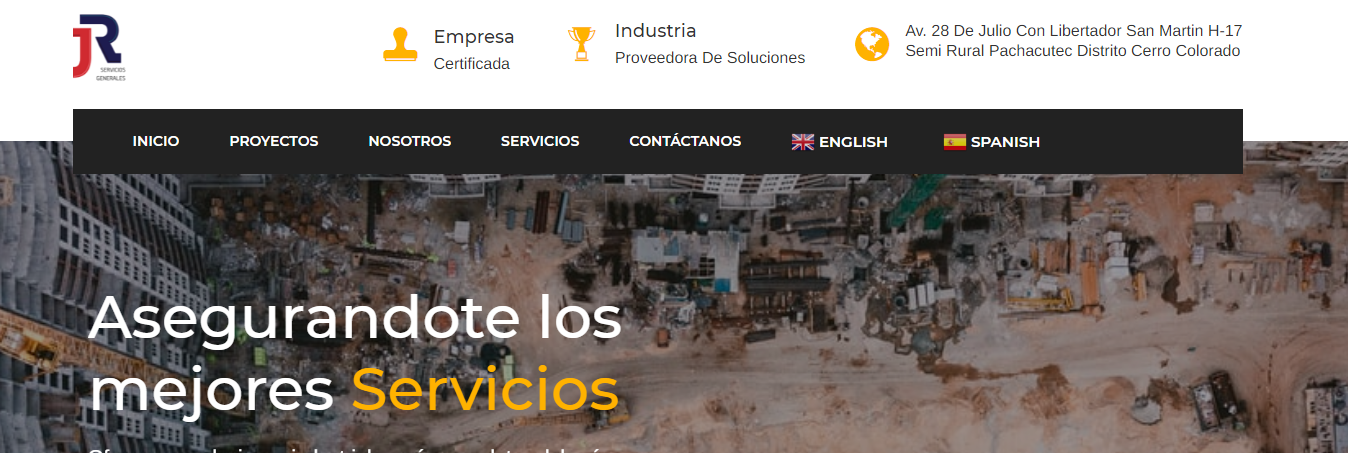 JR
SERVICIOS
GENERALES
Empresa
Certificada
Industria
Proveedora De Soluciones
Av. 28 De Julio Con Libertador San Martin H-17
Semi Rural Pachacutec Distrito Cerro Colorado
INICIO PROYECTOS NOSOTROS SERVICIOS CONTÁCTANOS ENGLISH SPANISH
Asegurandote los
mejores Servicios